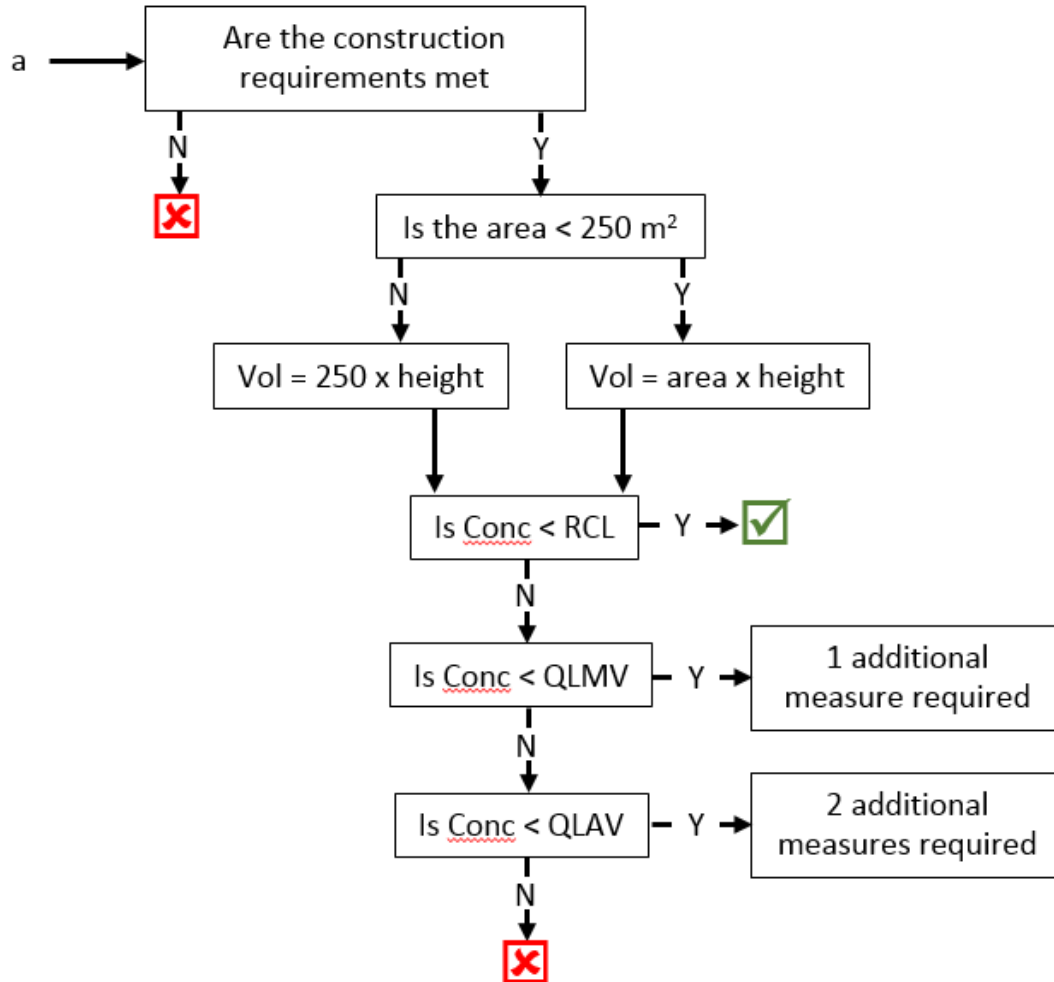 Are the construction
requirements met
a
N
Y
Is the area < 250 m²
N
Y
Vol = 250 x height
Vol = area x height
Is Conc < RCL
Y
N
Is Conc < QLMV
Y
1 additional
measure required
N
Is Conc < QLAV
Y
2 additional
measures required
N